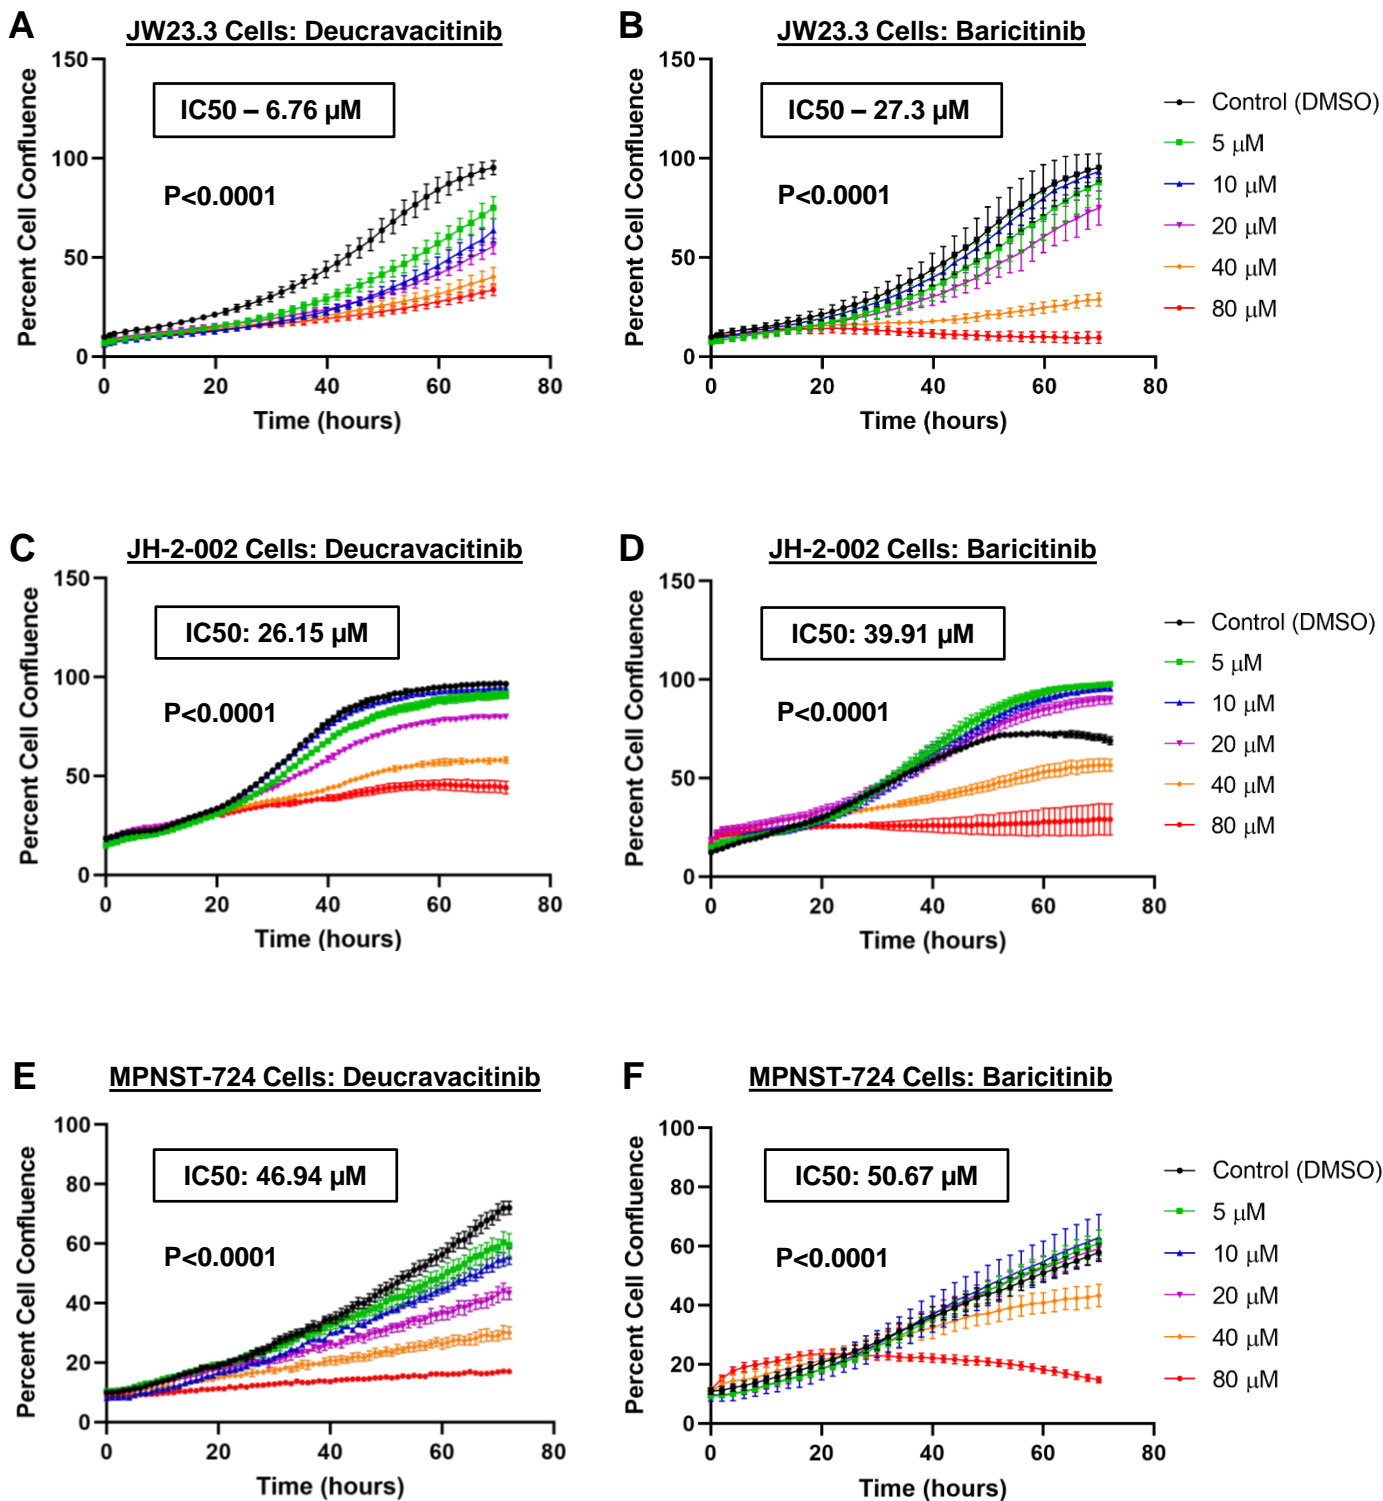 A
JW23.3 Cells: Deucravacitinib
Percent Cell Confluence
150
100
50
0
IC50 – 6.76 µM
P<0.0001
0 20 40 60 80
Time (hours)
B
JW23.3 Cells: Baricitinib
Percent Cell Confluence
150
100
50
0
IC50 – 27.3 µM
P<0.0001
0 20 40 60 80
Time (hours)
Control (DMSO)
5 µM
10 µM
20 µM
40 µM
80 µM
C
JH-2-002 Cells: Deucravacitinib
Percent Cell Confluence
150
100
50
0
IC50: 26.15 µM
P<0.0001
0 20 40 60 80
Time (hours)
D
JH-2-002 Cells: Baricitinib
Percent Cell Confluence
150
100
50
0
IC50: 39.91 µM
P<0.0001
0 20 40 60 80
Time (hours)
Control (DMSO)
5 µM
10 µM
20 µM
40 µM
80 µM
E
MPNST-724 Cells: Deucravacitinib
Percent Cell Confluence
100
80
60
40
20
0
IC50: 46.94 µM
P<0.0001
0 20 40 60 80
Time (hours)
F
MPNST-724 Cells: Baricitinib
Percent Cell Confluence
100
80
60
40
20
0
IC50: 50.67 µM
P<0.0001
0 20 40 60 80
Time (hours)
Control (DMSO)
5 µM
10 µM
20 µM
40 µM
80 µM